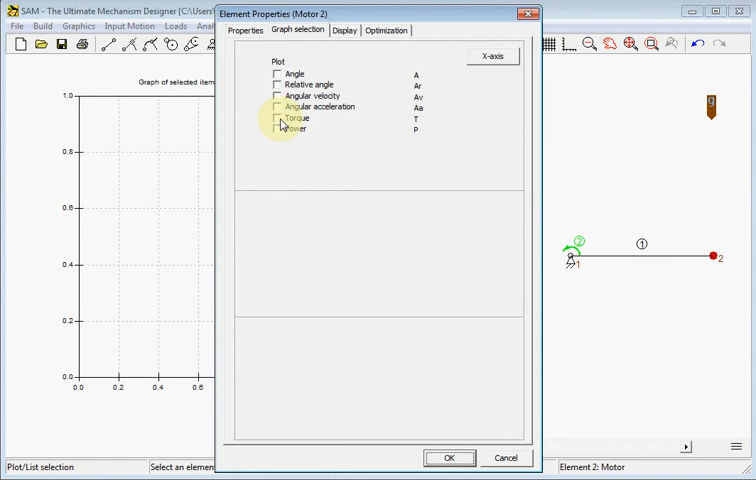 SAM - The Ultimate Mechanism Designer [C:\Users\
Element Properties (Motor 2)
File Build Graphics Input Motion Loads An
Properties Graph selection Display Optimization
Graph of selected item
Plot
X-axis
Angle A
Relative angle Ar
Angular velocity Av
Angular acceleration Aa
Torque T
Power P
g
1.0
0.8
0.6
0.4
0.2
0.0
0.0 0.2 0.4 0.6
2
1
1
2
OK Cancel
Plot/List selection Select an elemen Element 2: Motor